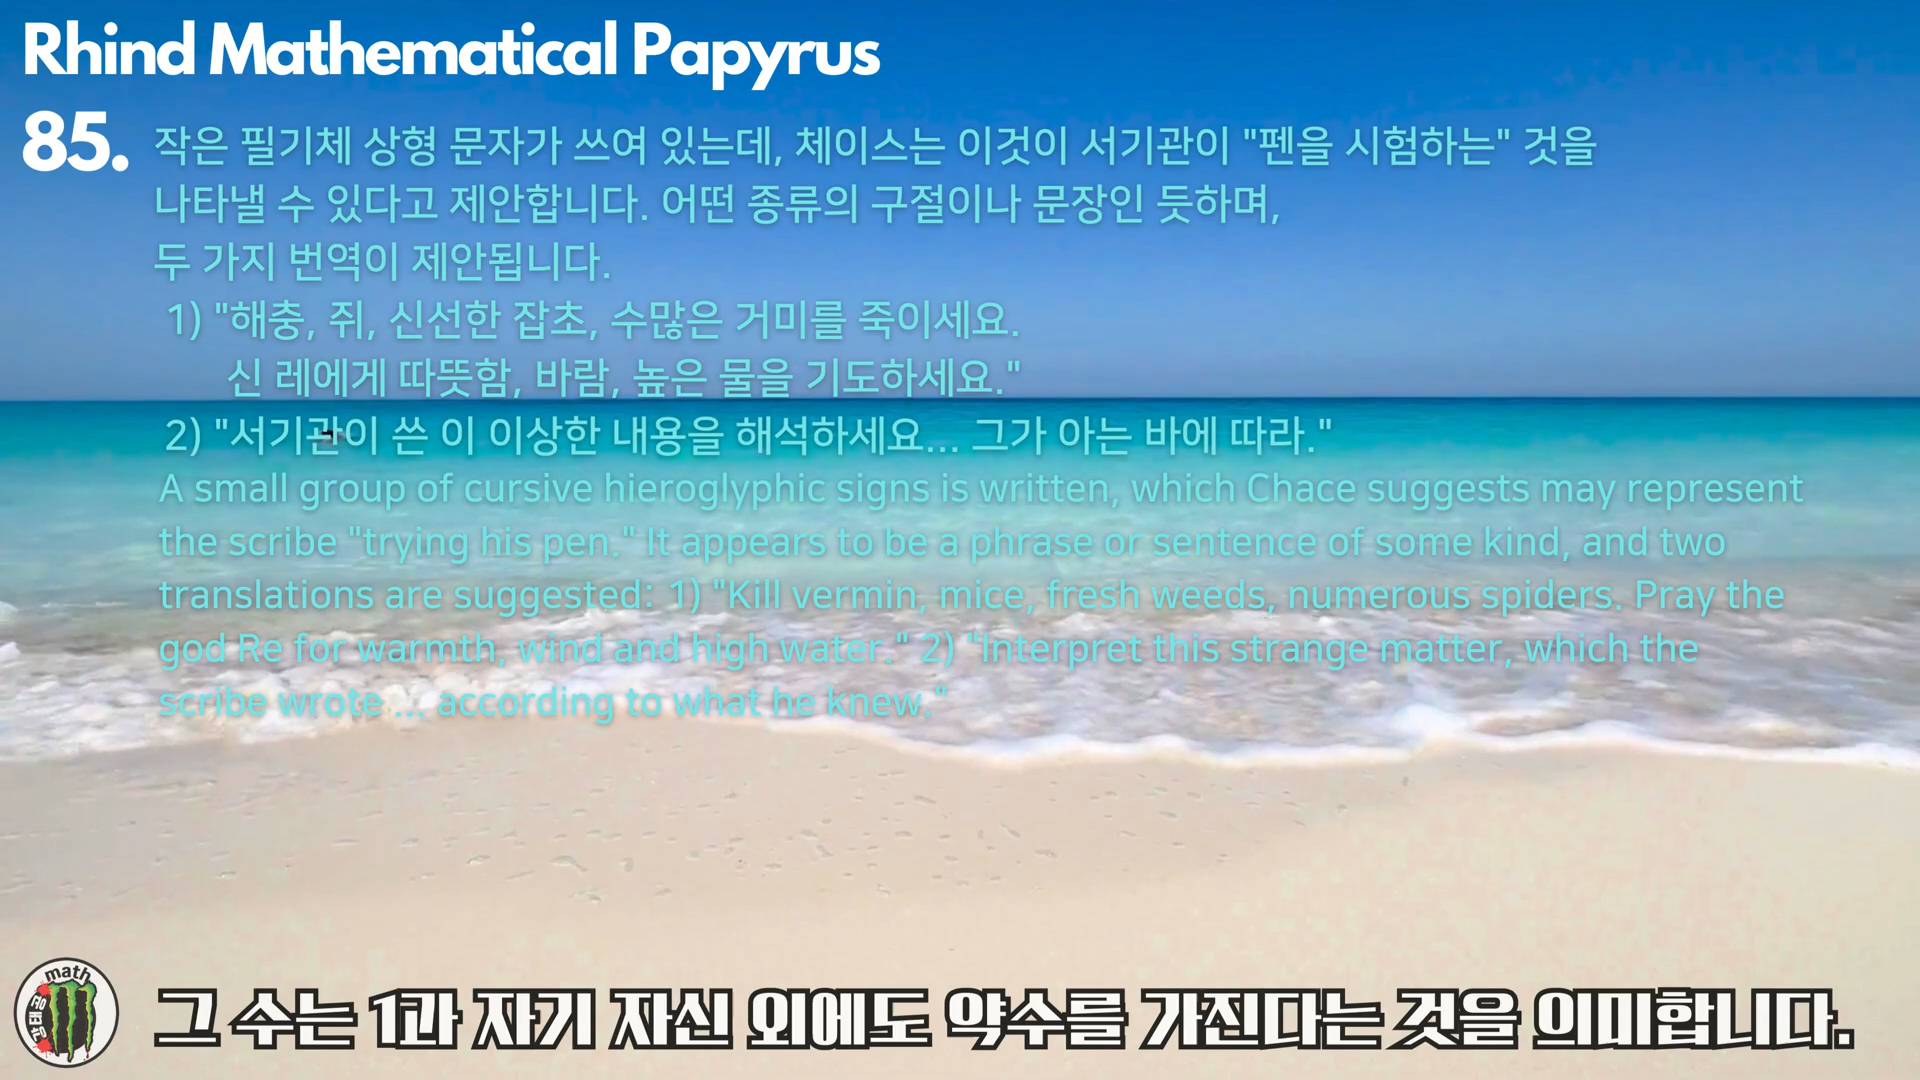 Rhind Mathematical Papyrus
85. 작은 필기체 상형 문자가 쓰여 있는데, 체이스는 이것이 서기관이 "펜을 시험하는" 것을
나타낼 수 있다고 제안합니다. 어떤 종류의 구절이나 문장인 듯하며,
두 가지 번역이 제안됩니다.
1) "해충, 쥐, 신선한 잡초, 수많은 거미를 죽이세요.
신 레에게 따뜻함, 바람, 높은 물을 기도하세요."
2) "서기관이 쓴 이 이상한 내용을 해석하세요... 그가 아는 바에 따라."
A small group of cursive hieroglyphic signs is written, which Chace suggests may represent
the scribe "trying his pen." It appears to be a phrase or sentence of some kind, and two
translations are suggested: 1) "Kill vermin, mice, fresh weeds, numerous spiders. Pray the
god Re for warmth, wind and high water." 2) "Interpret this strange matter, which the
scribe wrote ... according to what he knew."
math
그 수는 1과 자기 자신 외에도 약수를 가진다는 것을 의미합니다.